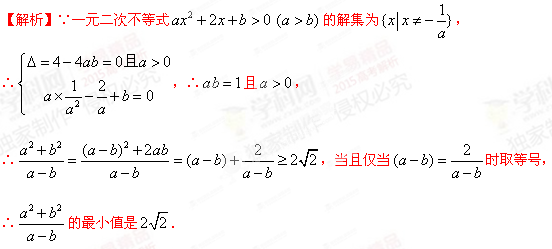 【解析】∵一元二次不等式 ax² + 2x + b > 0 (a > b) 的解集为{x | x ≠ −1/a}，
∴ { Δ = 4 − 4ab = 0且a > 0
a × 1/a² − 2/a + b = 0 ，∴ ab = 1且 a > 0，
∴ (a² + b²)/(a − b) = ((a − b)² + 2ab)/(a − b) = (a − b) + 2/(a − b) ≥ 2√2，当且仅当 (a − b) = 2/(a − b) 时取等号，
∴ (a² + b²)/(a − b) 的最小值是 2√2．